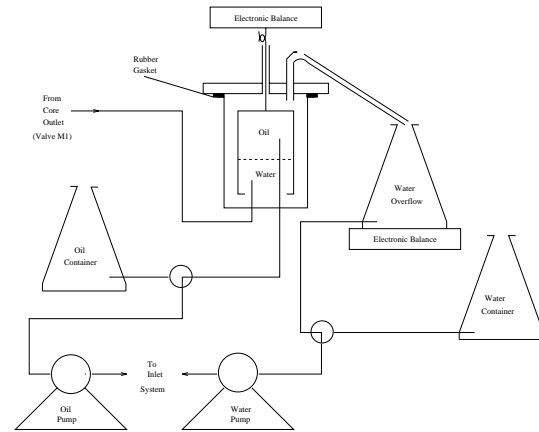 Electronic Balance
Rubber
Gasket
From
Core
Outlet
(Valve M1)
Oil
Water
Water
Overflow
Electronic Balance
Oil
Container
Water
Container
To
Inlet
System
Oil
Pump
Water
Pump